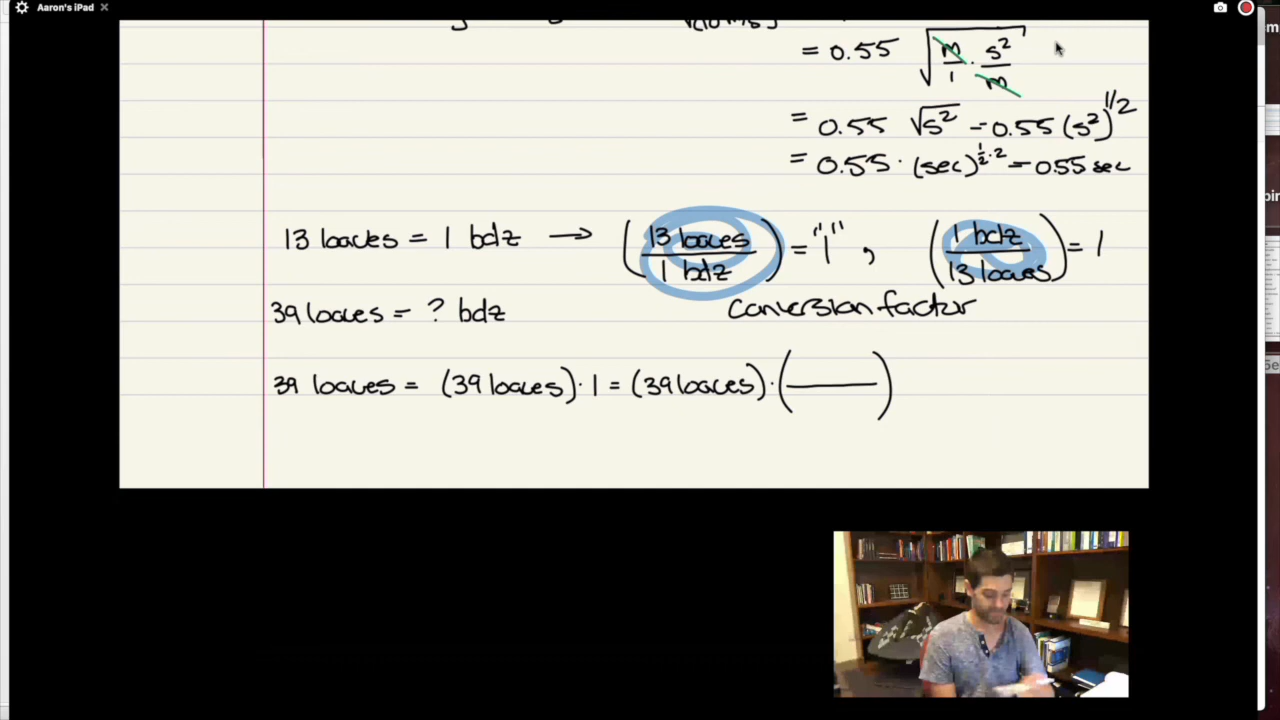 Aaron's iPad
= 0.55 √(m/1 · s²/m)
= 0.55 √s² = 0.55 (s²)^1/2
= 0.55 · (sec)^½·2 = 0.55 sec
13 loaves = 1 bdz → (13 loaves / 1 bdz) = "1" , (1 bdz / 13 loaves) = 1
39 loaves = ? bdz conversion factor
39 loaves = (39 loaves) · 1 = (39 loaves) · ( — )